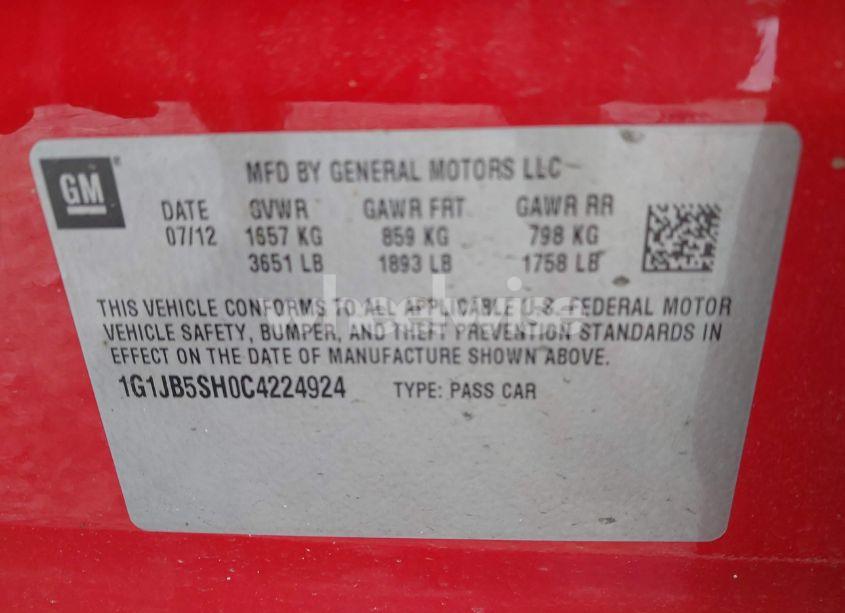 GM
MFD BY GENERAL MOTORS LLC
DATE GVWR GAWR FRT GAWR RR
07/12 1657 KG 859 KG 798 KG
3651 LB 1893 LB 1758 LB
THIS VEHICLE CONFORMS TO ALL APPLICABLE U.S. FEDERAL MOTOR
VEHICLE SAFETY, BUMPER, AND THEFT PREVENTION STANDARDS IN
EFFECT ON THE DATE OF MANUFACTURE SHOWN ABOVE.
1G1JB5SH0C4224924 TYPE: PASS CAR